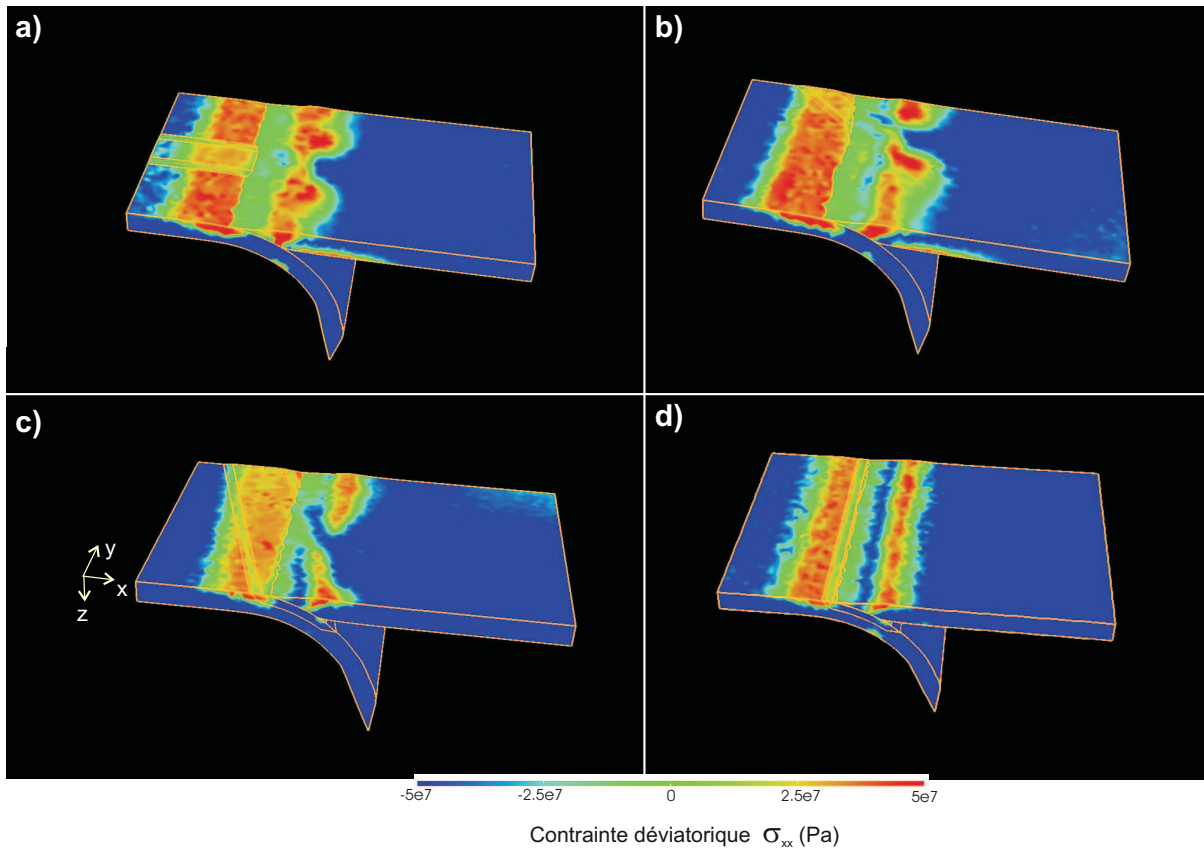 a)
b)
c)
d)
y
x
z
-5e7 -2.5e7 0 2.5e7 5e7
Contrainte déviatorique σxx (Pa)